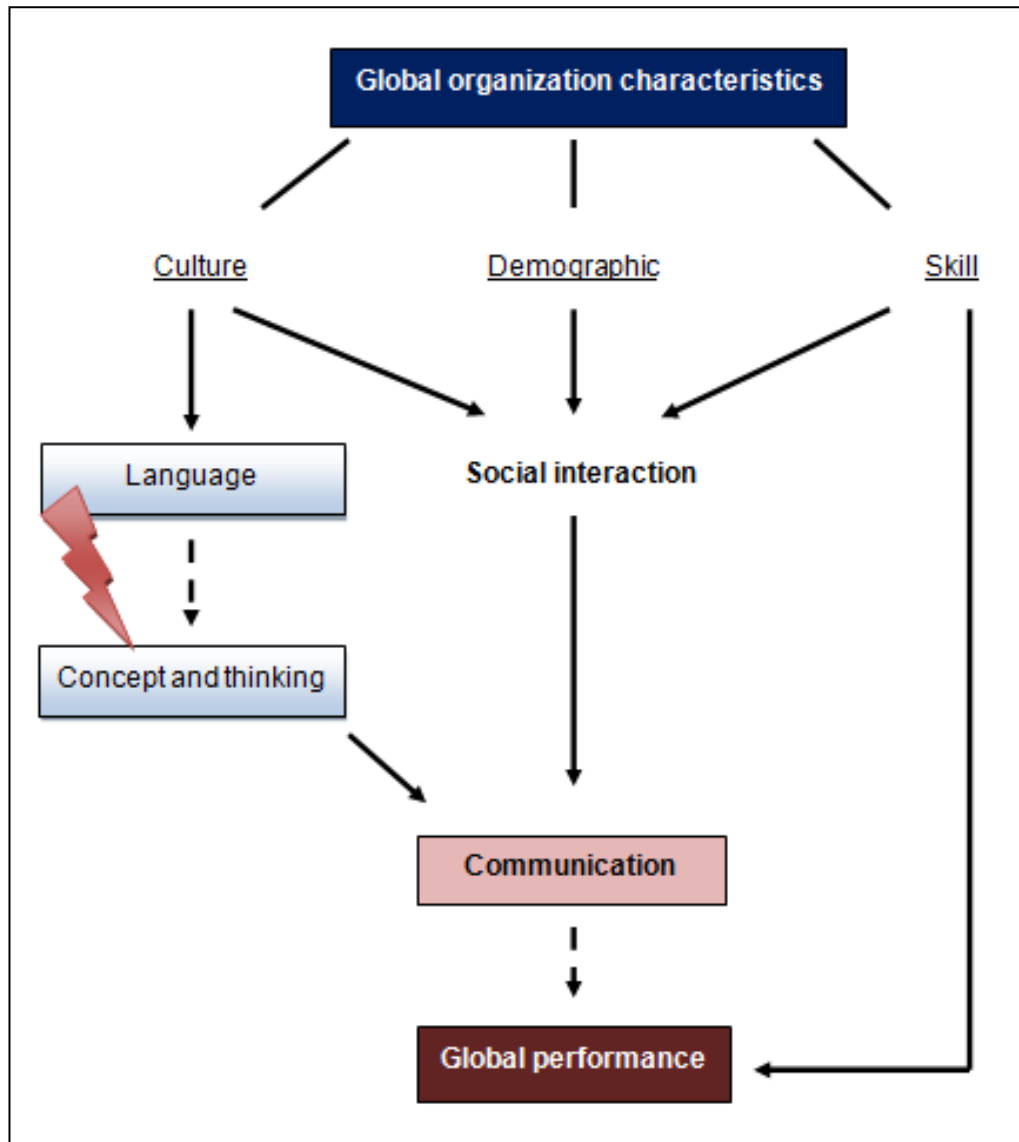 Global organization characteristics
Culture
Demographic
Skill
Language
Social interaction
Concept and thinking
Communication
Global performance